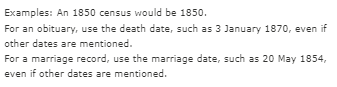 Examples: An 1850 census would be 1850.
For an obituary, use the death date, such as 3 January 1870, even if
other dates are mentioned.
For a marriage record, use the marriage date, such as 20 May 1854,
even if other dates are mentioned.